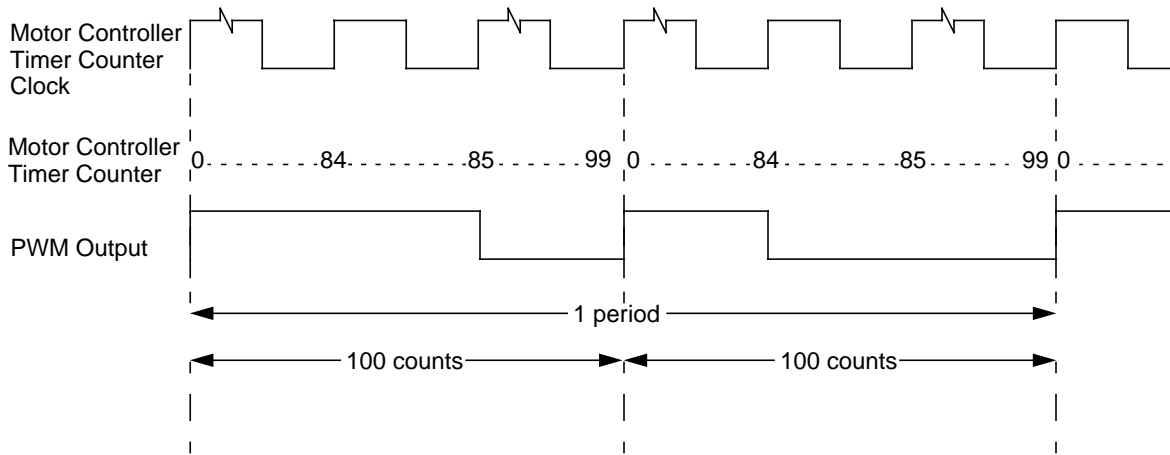 Motor Controller
Timer Counter
Clock
Motor Controller
Timer Counter
0 84 85 99 0 84 85 99 0
PWM Output
1 period
100 counts 100 counts